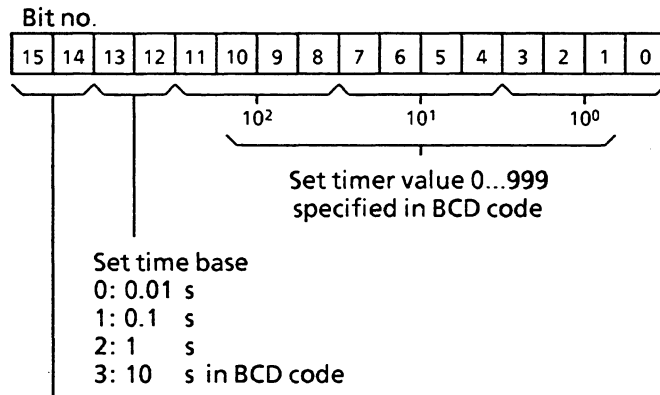 Bit no.
15 14 13 12 11 10 9 8 7 6 5 4 3 2 1 0
10² 10¹ 10⁰
Set timer value 0...999
specified in BCD code
Set time base
0: 0.01 s
1: 0.1 s
2: 1 s
3: 10 s in BCD code